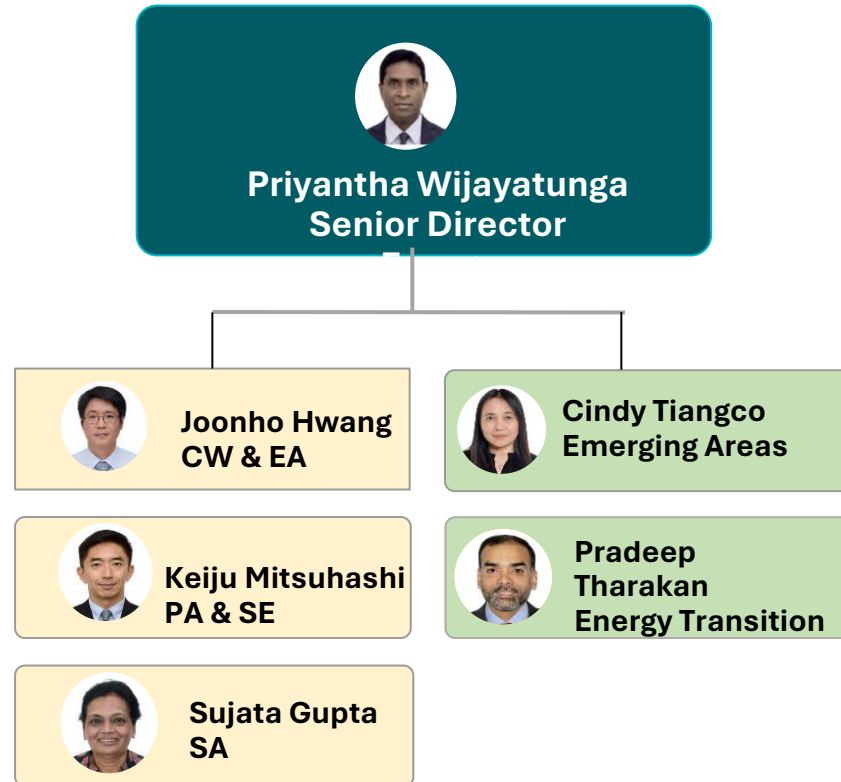 Priyantha Wijayatunga
Senior Director
Joonho Hwang
CW & EA
Cindy Tiangco
Emerging Areas
Keiju Mitsuhashi
PA & SE
Pradeep
Tharakan
Energy Transition
Sujata Gupta
SA